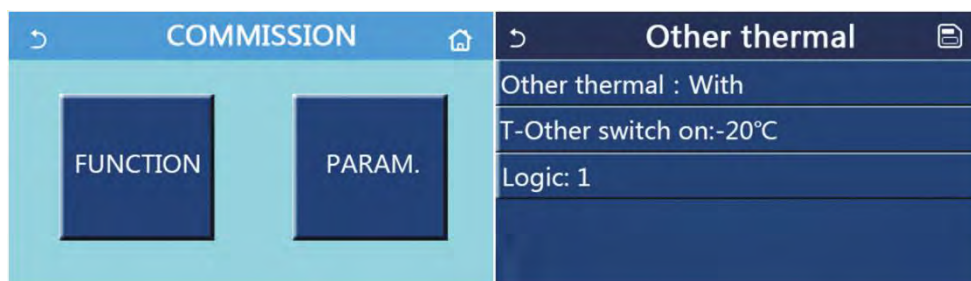 COMMISSION
FUNCTION
PARAM.
Other thermal
Other thermal : With
T-Other switch on:-20℃
Logic: 1